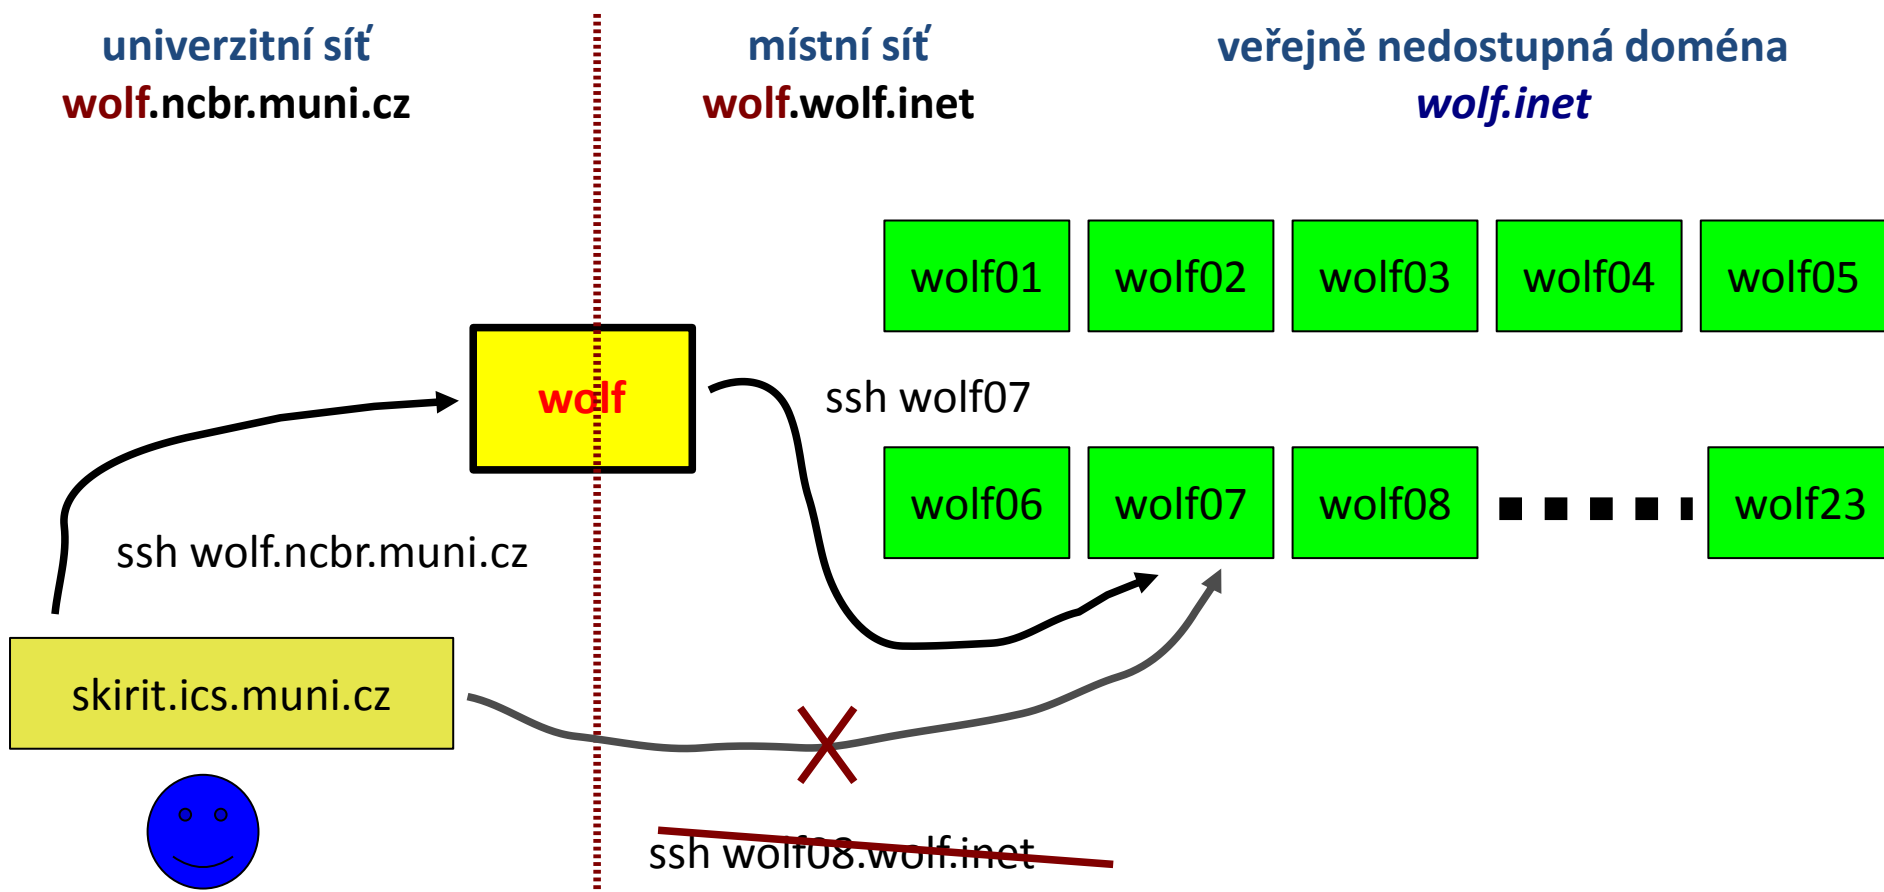 univerzitní síť
wolf.ncbr.muni.cz
místní síť
wolf.wolf.inet
veřejně nedostupná doména
wolf.inet
wolf01
wolf02
wolf03
wolf04
wolf05
wolf
ssh wolf07
wolf06
wolf07
wolf08
wolf23
ssh wolf.ncbr.muni.cz
skirit.ics.muni.cz
ssh wolf08.wolf.inet